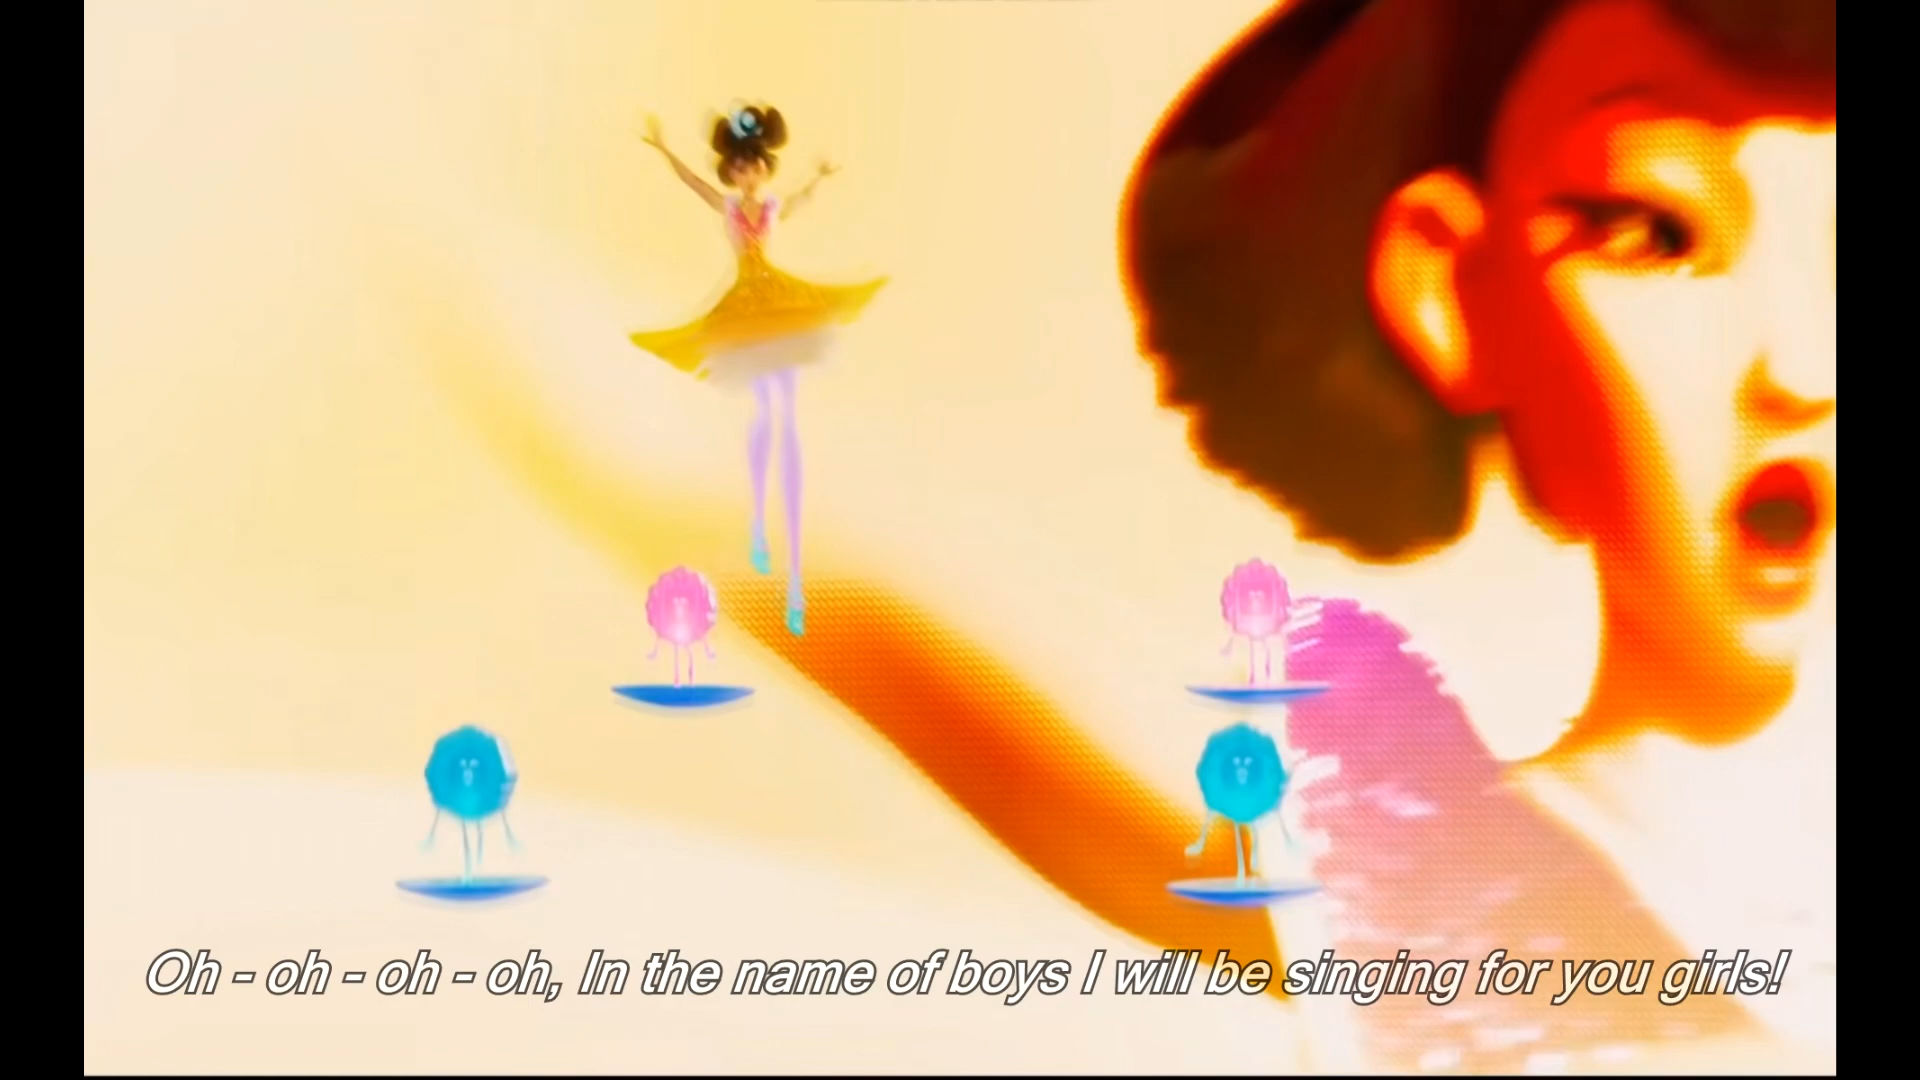 Oh - oh - oh - oh, In the name of boys I will be singing for you girls!